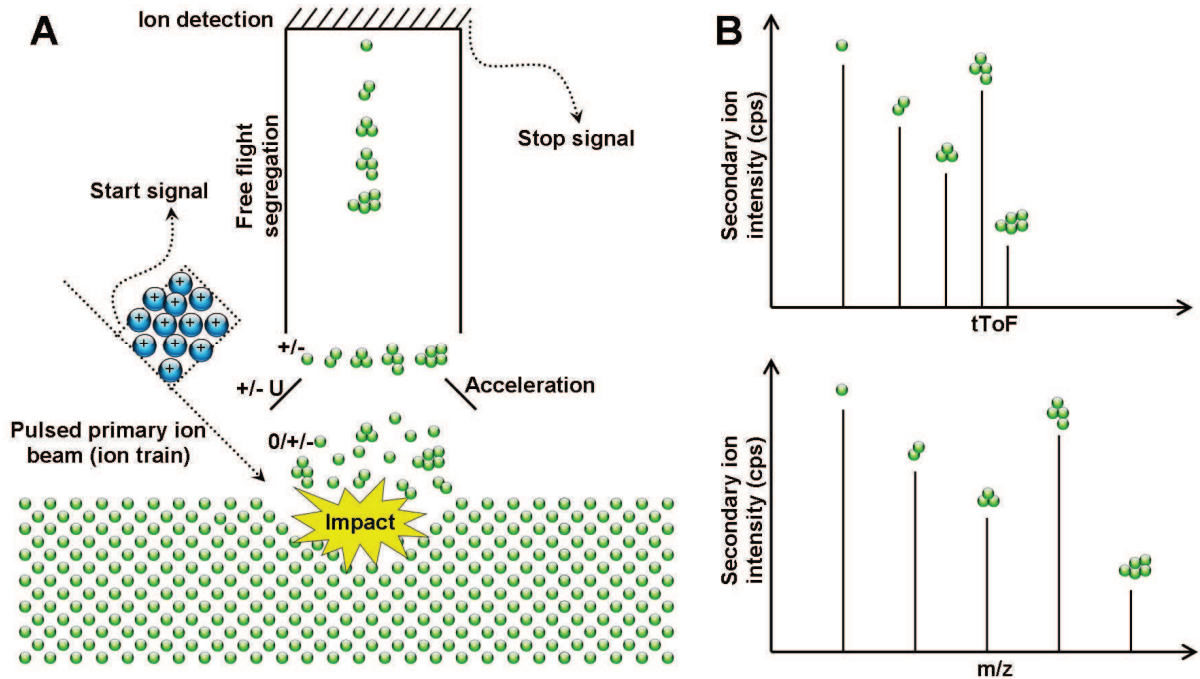 A
Ion detection
Stop signal
Free flight
segregation
Start signal
+
+
+
+
+
+
+
+
+
+
+
+/-
+/- U
Acceleration
Pulsed primary ion
beam (ion train)
0/+/-
Impact
B
Secondary ion
intensity (cps)
tToF
Secondary ion
intensity (cps)
m/z